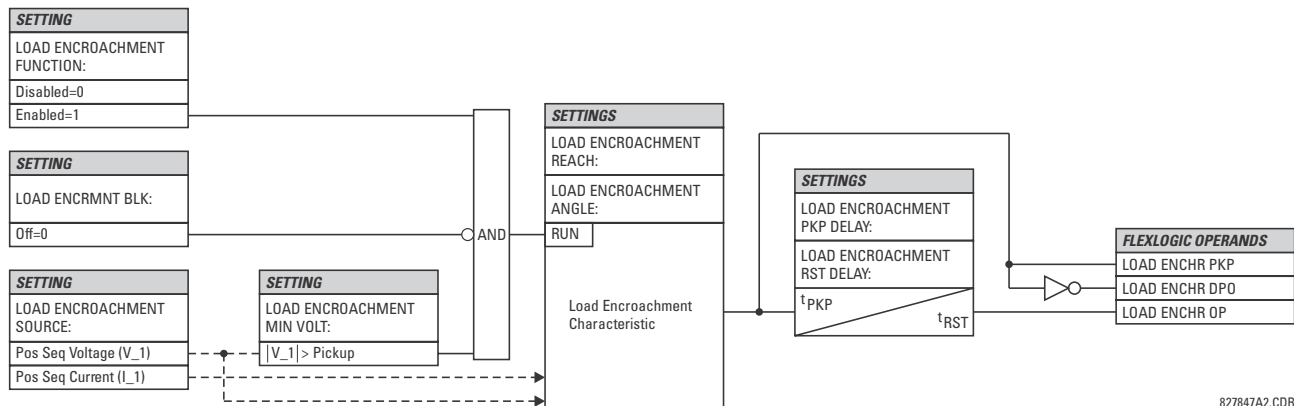 SETTING
LOAD ENCROACHMENT
FUNCTION:
Disabled=0
Enabled=1
SETTING
LOAD ENCRMNT BLK:
Off=0
SETTING
LOAD ENCROACHMENT
SOURCE:
Pos Seq Voltage (V_1)
Pos Seq Current (I_1)
SETTING
LOAD ENCROACHMENT
MIN VOLT:
|V_1| > Pickup
AND
SETTINGS
LOAD ENCROACHMENT
REACH:
LOAD ENCROACHMENT
ANGLE:
RUN
Load Encroachment
Characteristic
SETTINGS
LOAD ENCROACHMENT
PKP DELAY:
LOAD ENCROACHMENT
RST DELAY:
tPKP
tRST
FLEXLOGIC OPERANDS
LOAD ENCHR PKP
LOAD ENCHR DPO
LOAD ENCHR OP
827847A2.CDR